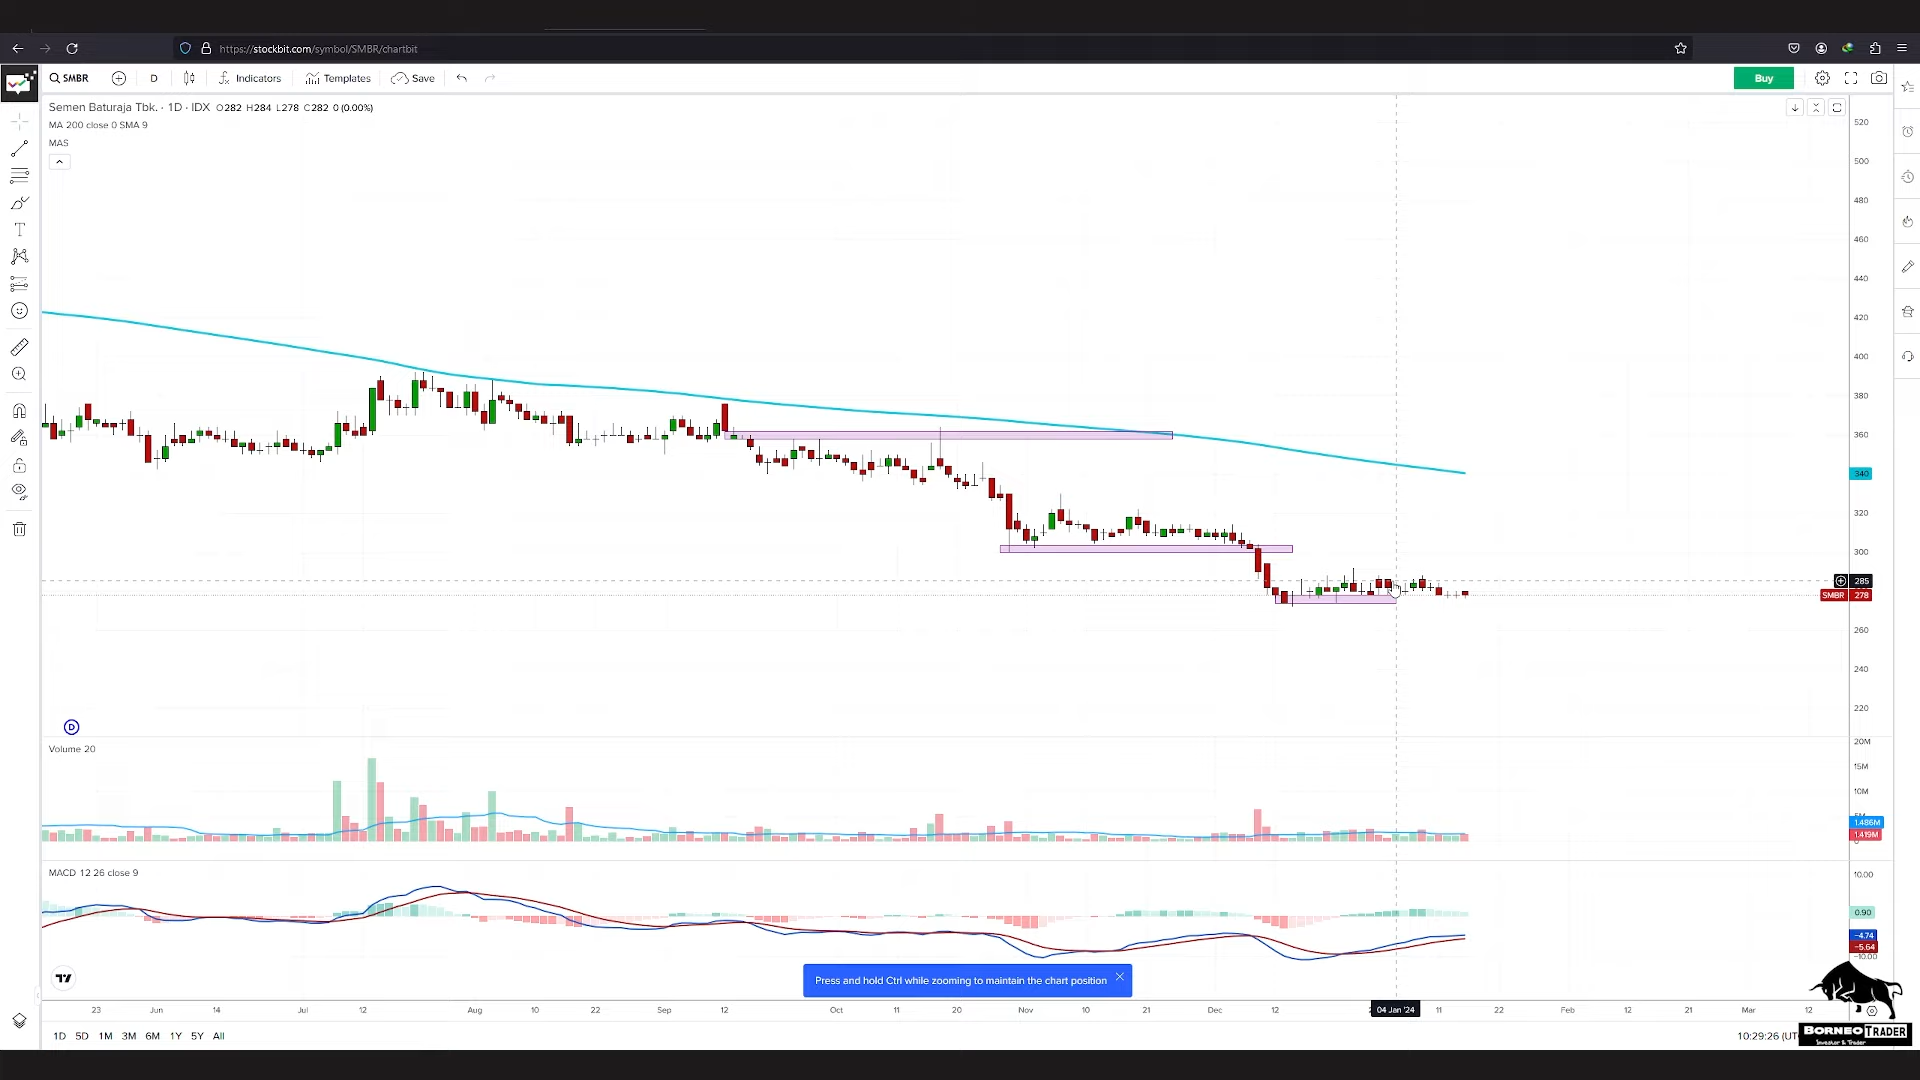 https://stockbit.com/symbol/SMBR/chartbit
SMBR
D
Indicators
Templates
Save
Buy
Semen Baturaja Tbk. · 1D · IDX O282 H284 L278 C282 0 (0.00%)
MA 200 close 0 SMA 9
MAS
520
500
480
460
440
420
400
380
360
340
320
300
285
SMBR 278
260
240
220
D
Volume 20
20M
15M
10M
1.486M
1.419M
0
MACD 12 26 close 9
10.00
0.90
−4.74
−5.64
−10.00
Press and hold Ctrl while zooming to maintain the chart position
23 Jun 14 Jul 12 Aug 10 22 Sep 12 Oct 11 20 Nov 10 21 Dec 12 04 Jan '24 11 22 Feb 12 21 Mar 12
1D 5D 1M 3M 6M 1Y 5Y All
10:29:26 (UT
BORNEO TRADER
Investor & Trader